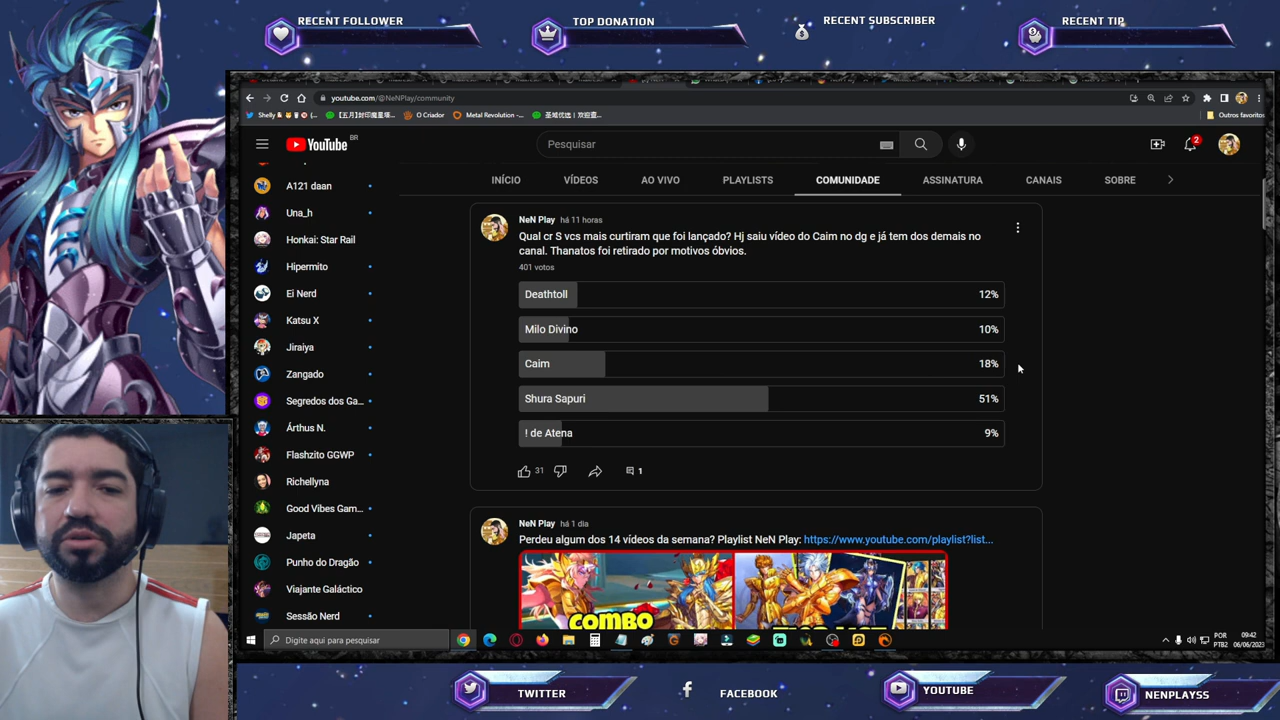 RECENT FOLLOWER
TOP DONATION
RECENT SUBSCRIBER
RECENT TIP
youtube.com/@NeNPlay/community
O Criador
Metal Revolution -...
Outros favoritos
YouTube BR
Pesquisar
2
INÍCIO
VÍDEOS
AO VIVO
PLAYLISTS
COMUNIDADE
ASSINATURA
CANAIS
SOBRE
A121 daan
Una_h
Honkai: Star Rail
Hipermito
Ei Nerd
Katsu X
Jiraiya
Zangado
Segredos dos Ga...
Árthus N.
Flashzito GGWP
Richellyna
Good Vibes Gam...
Japeta
Punho do Dragão
Viajante Galáctico
Sessão Nerd
NeN Play há 11 horas
Qual cr S vcs mais curtiram que foi lançado? Hj saiu vídeo do Caim no dg e já tem dos demais no
canal. Thanatos foi retirado por motivos óbvios.
401 votos
Deathtoll 12%
Milo Divino 10%
Caim 18%
Shura Sapuri 51%
! de Atena 9%
31
1
NeN Play há 1 dia
Perdeu algum dos 14 vídeos da semana? Playlist NeN Play: https://www.youtube.com/playlist?list...
COMBO
Digite aqui para pesquisar
POR
PTB2
09:42
06/06/2023
TWITTER
FACEBOOK
YOUTUBE
NENPLAYSS